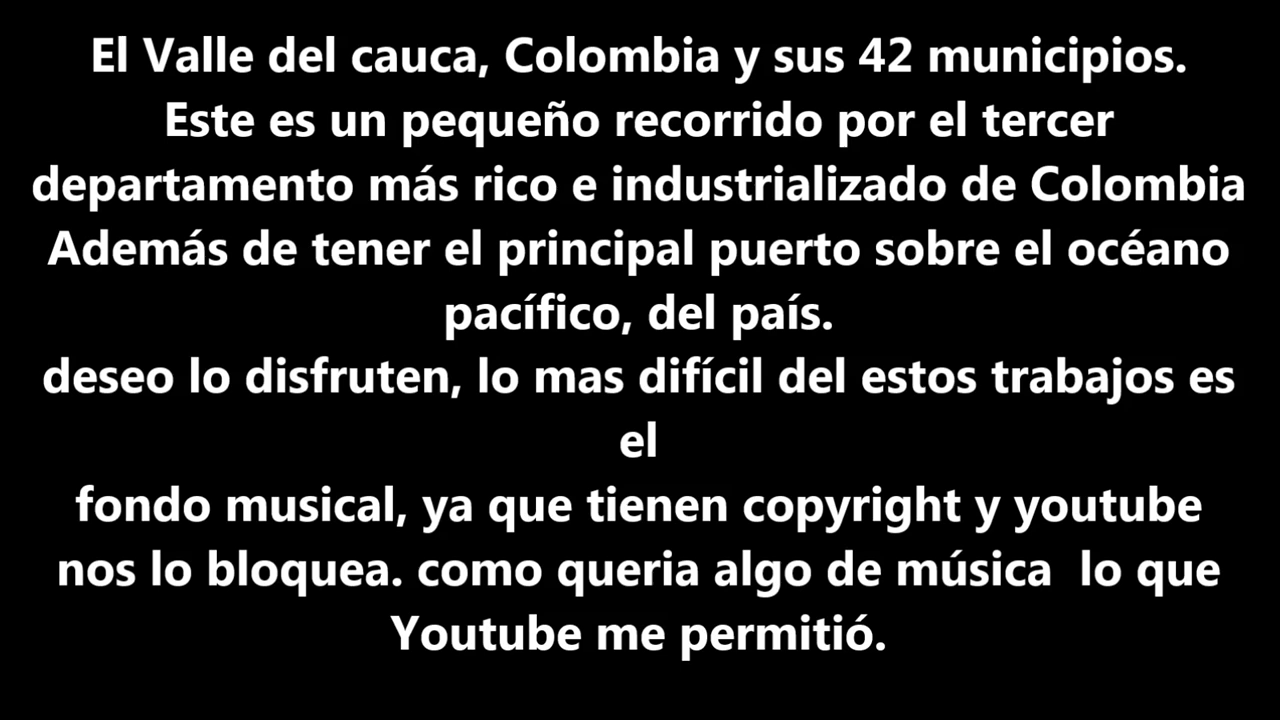 El Valle del cauca, Colombia y sus 42 municipios.
Este es un pequeño recorrido por el tercer
departamento más rico e industrializado de Colombia
Además de tener el principal puerto sobre el océano
pacífico, del país.
deseo lo disfruten, lo mas difícil del estos trabajos es
el
fondo musical, ya que tienen copyright y youtube
nos lo bloquea. como queria algo de música  lo que
Youtube me permitió.